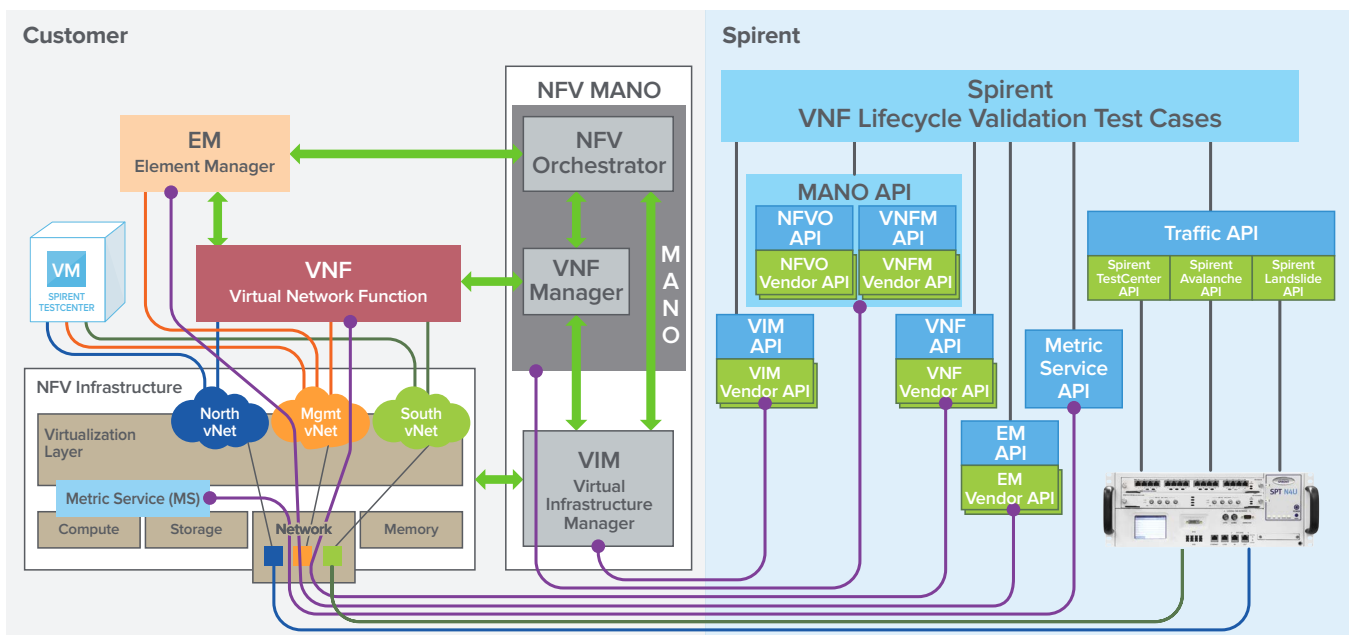 Customer
Spirent
NFV MANO
Spirent
VNF Lifecycle Validation Test Cases
EM
Element Manager
NFV
Orchestrator
MANO API
NFVO
API
VNFM
API
NFVO
Vendor API
VNFM
Vendor API
Traffic API
Spirent
TestCenter
API
Spirent
Avalanche
API
Spirent
Landslide
API
VM
SPIRENT
TESTCENTER
VNF
Virtual Network Function
VNF
Manager
M
A
N
O
VIM
API
VIM
Vendor API
VNF
API
VNF
Vendor API
Metric
Service
API
NFV Infrastructure
North
vNet
Mgmt
vNet
South
vNet
Virtualization
Layer
VIM
Virtual
Infrastructure
Manager
EM
API
EM
Vendor API
Metric Service (MS)
Compute
Storage
Network
Memory
SPT N4U